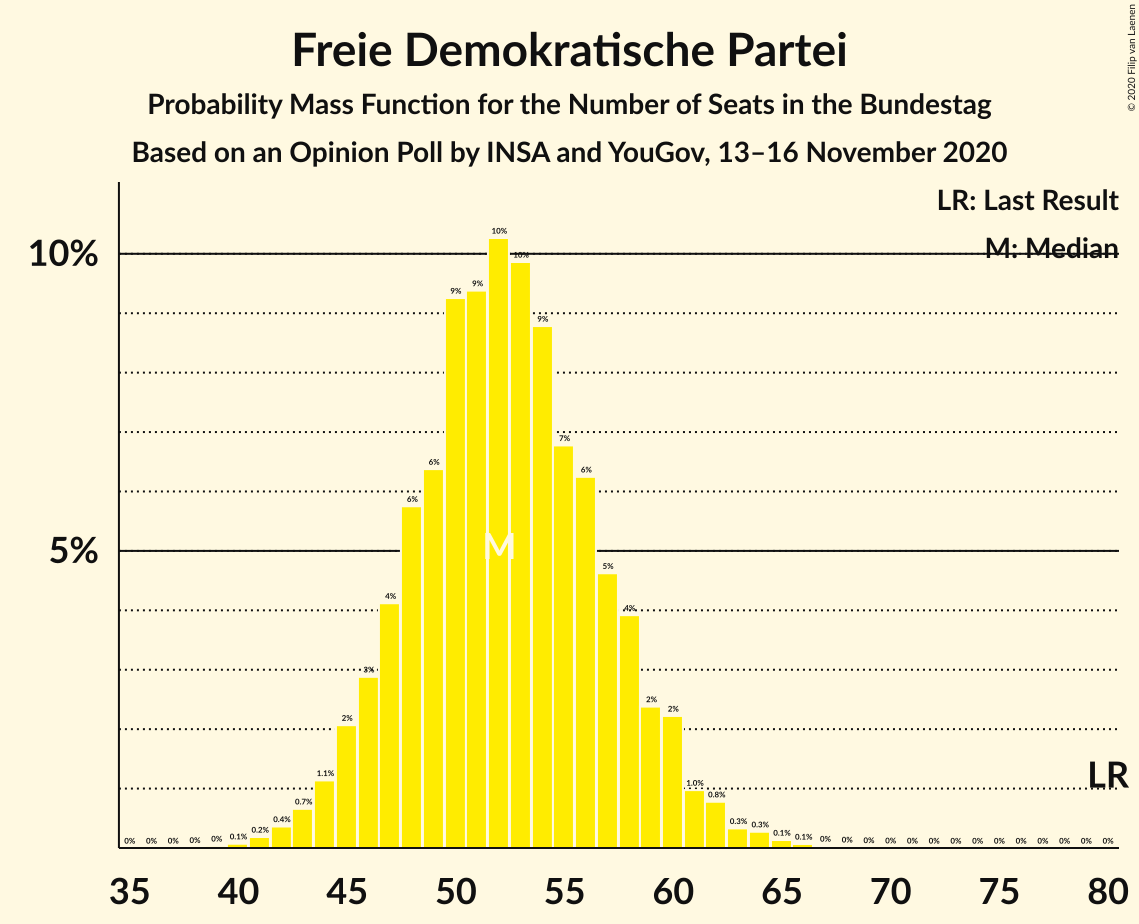 Freie Demokratische Partei
Probability Mass Function for the Number of Seats in the Bundestag
Based on an Opinion Poll by INSA and YouGov, 13–16 November 2020
© 2020 Filip van Laenen
LR: Last Result
M: Median
10%
5%
0% 0% 0% 0% 0% 0.1% 0.2% 0.4% 0.7% 1.1% 2% 3% 4% 6% 6% 9% 9% 10% 10% 9% 7% 6% 5% 4% 2% 2% 1.0% 0.8% 0.3% 0.3% 0.1% 0.1% 0% 0% 0% 0% 0% 0% 0% 0% 0% 0% 0% 0% 0% 0%
M
LR
35 40 45 50 55 60 65 70 75 80